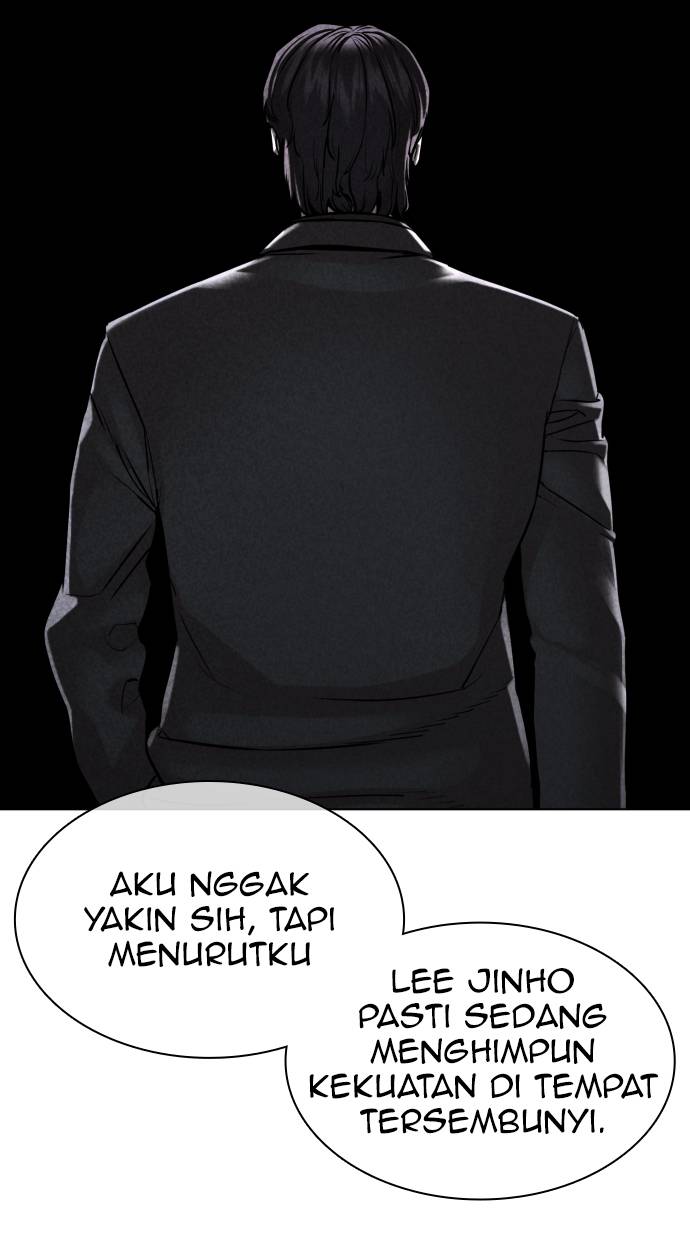 AKU NGGAK
YAKIN SIH, TAPI
MENURUTKU
LEE JINHO
PASTI SEDANG
MENGHIMPUN
KEKUATAN DI TEMPAT
TERSEMBUNYI.